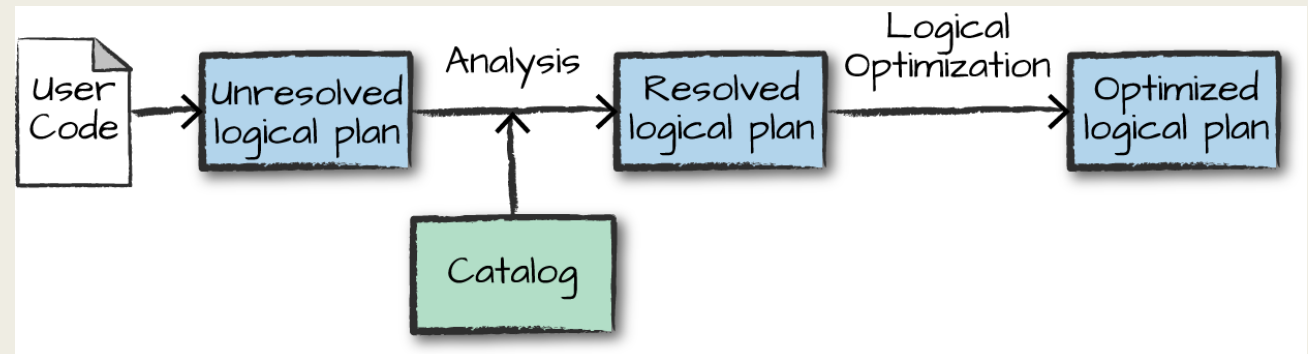 User
Code
Unresolved
logical plan
Analysis
Resolved
logical plan
Logical
Optimization
Optimized
logical plan
Catalog